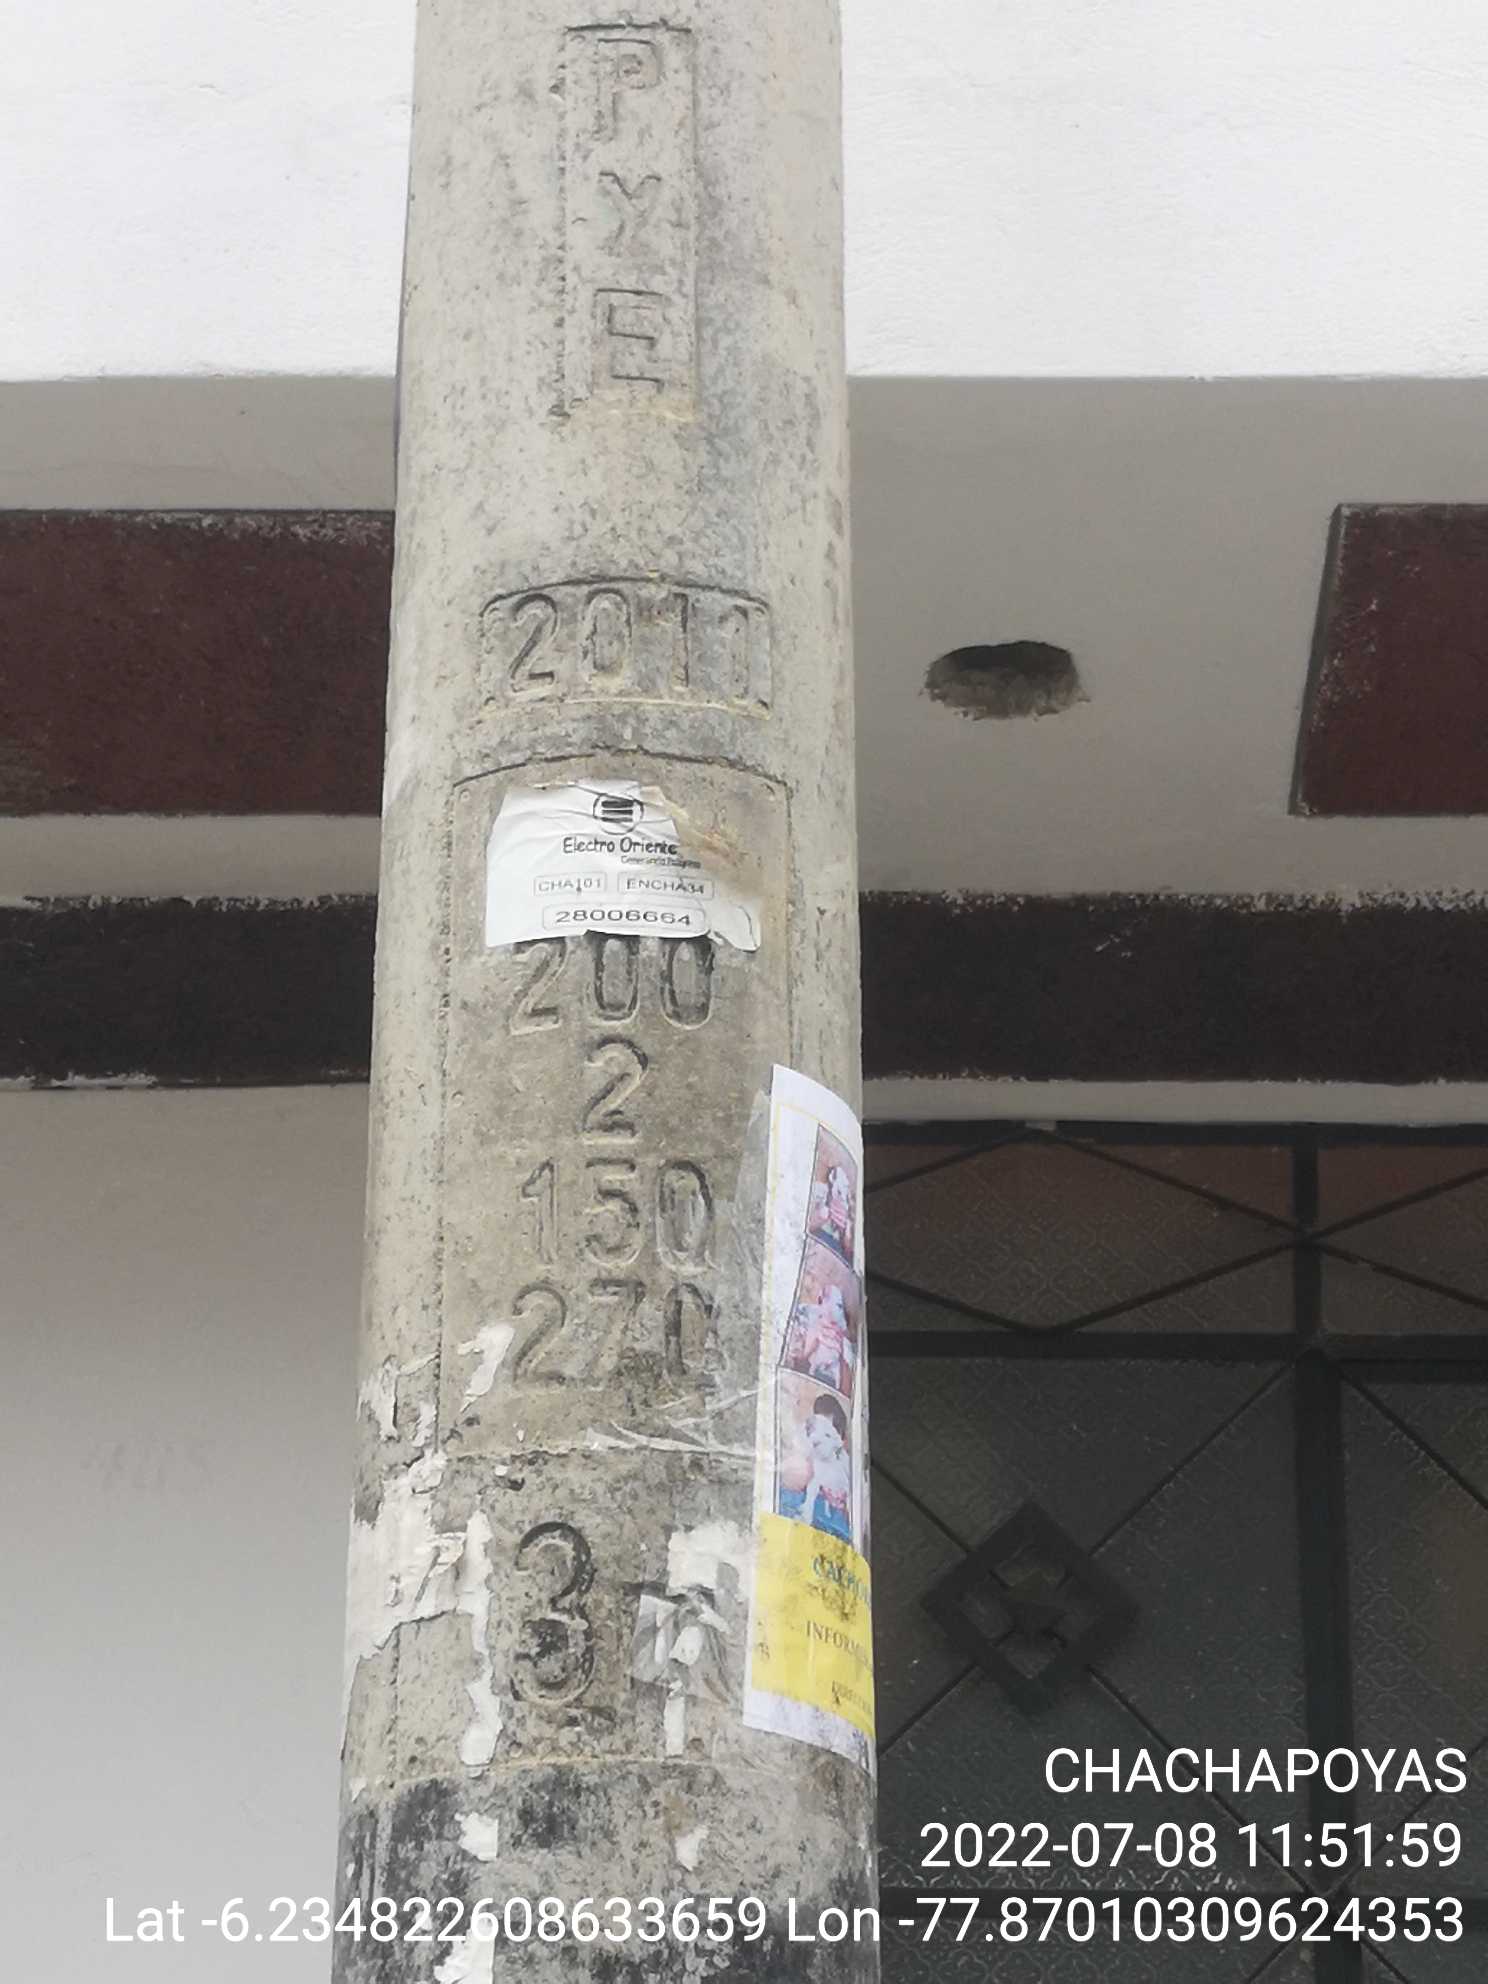 P
Y
E
2011
Electro Oriente
CHA101 ENCHA34
28006664
200
2
150
270
3
CHACHAPOYAS
2022-07-08 11:51:59
Lat -6.234822608633659 Lon -77.87010309624353